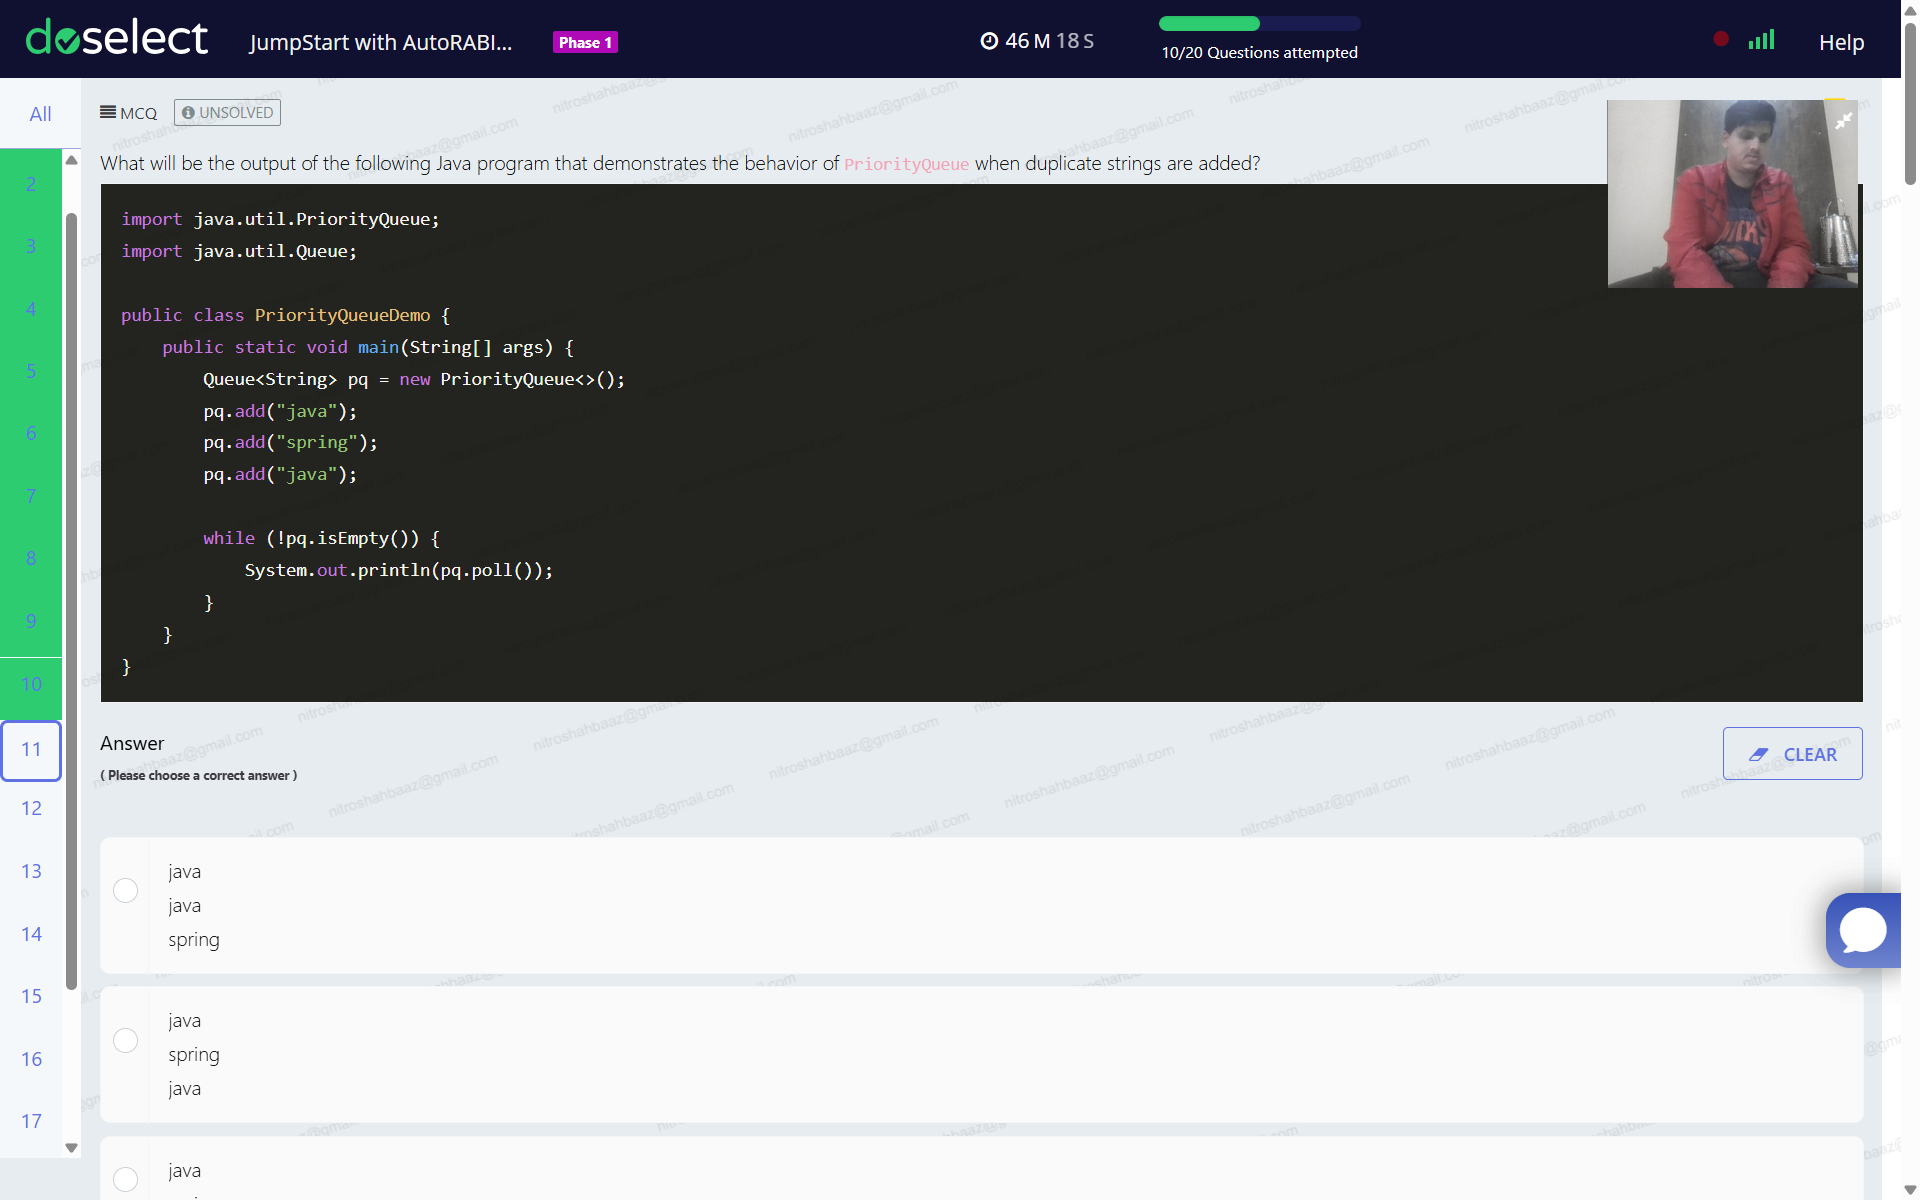 doselect
JumpStart with AutoRABI...
Phase 1
46 M 18 S
10/20 Questions attempted
Help
All
MCQ
UNSOLVED
What will be the output of the following Java program that demonstrates the behavior of PriorityQueue when duplicate strings are added?
import java.util.PriorityQueue;
import java.util.Queue;
public class PriorityQueueDemo {
public static void main(String[] args) {
Queue<String> pq = new PriorityQueue<>();
pq.add("java");
pq.add("spring");
pq.add("java");
while (!pq.isEmpty()) {
System.out.println(pq.poll());
}
}
}
2
3
4
5
6
7
8
9
10
11
12
13
14
15
16
17
Answer
( Please choose a correct answer )
CLEAR
java
java
spring
java
spring
java
java
nitroshahbaaz@gmail.com